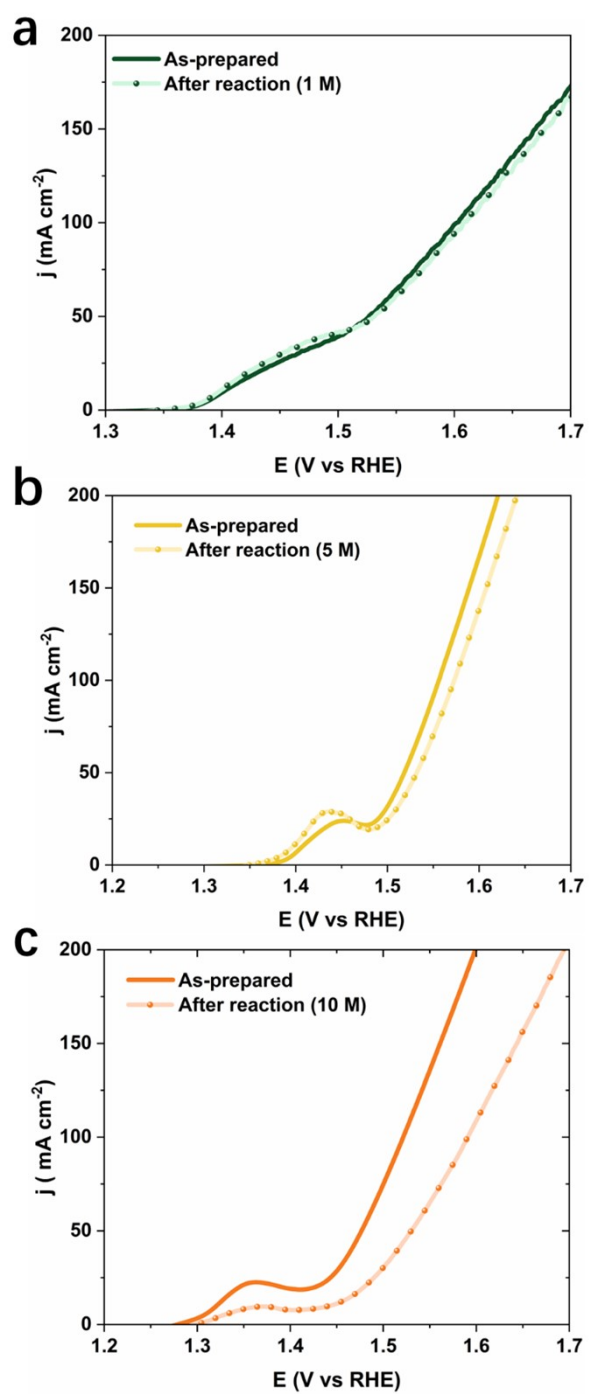 a
200
150
100
50
0
j (mA cm⁻²)
As-prepared
After reaction (1 M)
1.3 1.4 1.5 1.6 1.7
E (V vs RHE)
b
200
150
100
50
0
j (mA cm⁻²)
As-prepared
After reaction (5 M)
1.2 1.3 1.4 1.5 1.6 1.7
E (V vs RHE)
c
200
150
100
50
0
j ( mA cm⁻²)
As-prepared
After reaction (10 M)
1.2 1.3 1.4 1.5 1.6 1.7
E (V vs RHE)